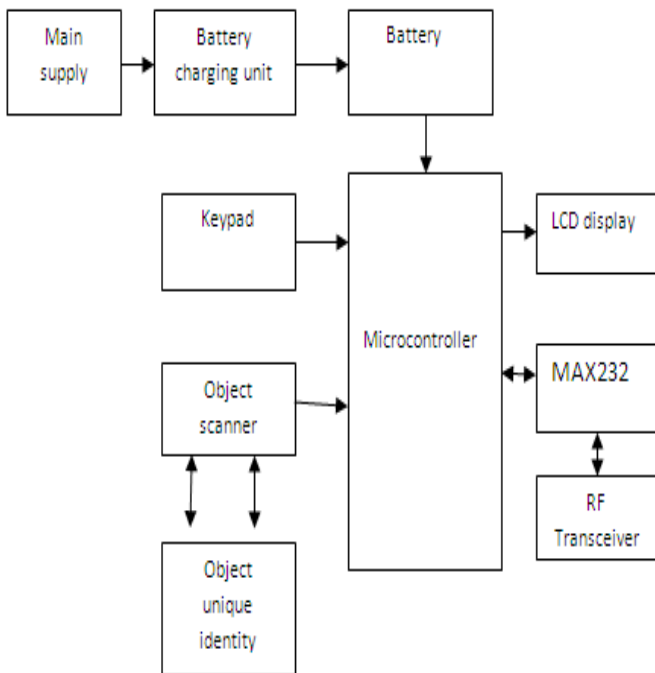 Main
supply
Battery
charging unit
Battery
Keypad
LCD display
Microcontroller
MAX232
Object
scanner
RF
Transceiver
Object
unique
identity